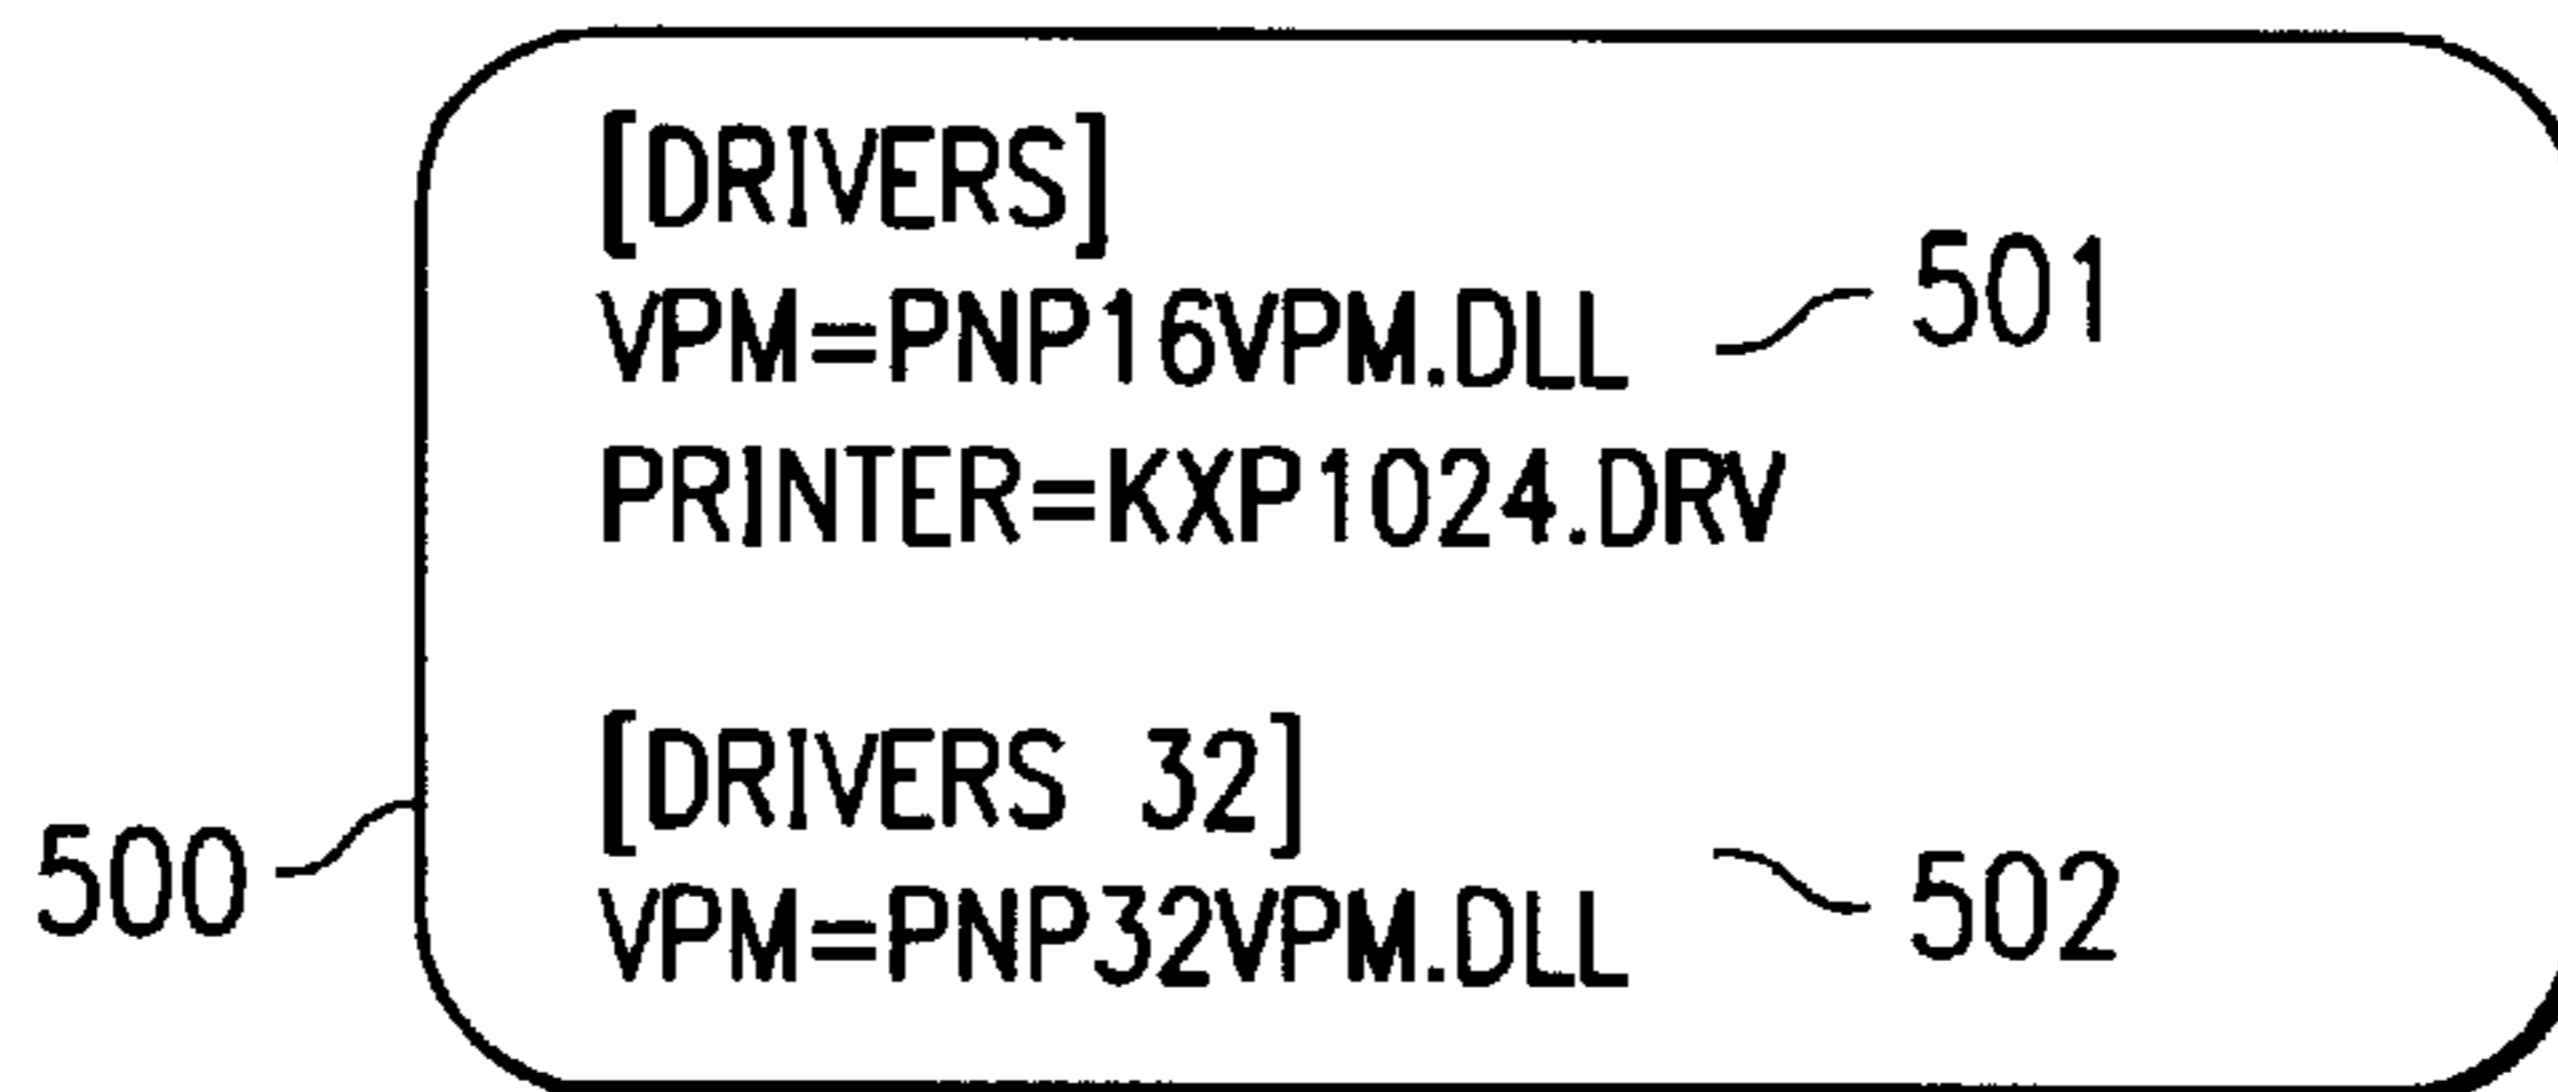 [DRIVERS]
VPM=PNP16VPM.DLL 501
PRINTER=KXP1024.DRV
[DRIVERS 32]
500 502
VPM=PNP32VPM.DLL